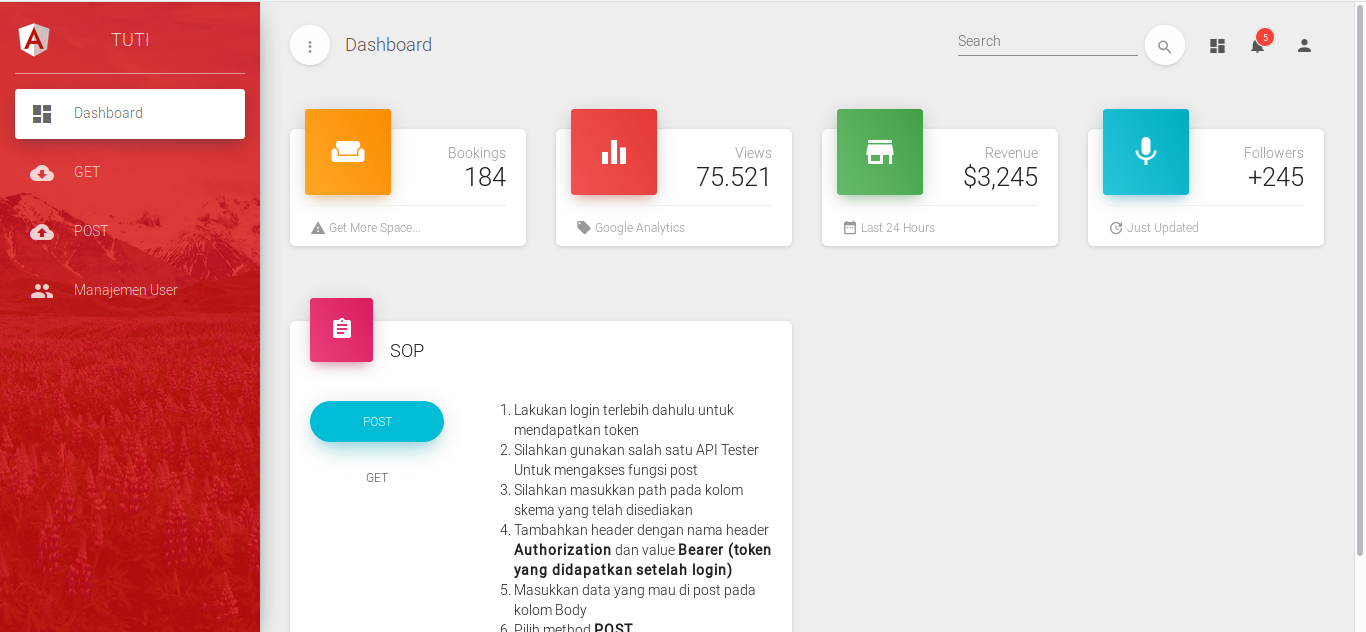 TUTI
Dashboard
GET
POST
Manajemen User
Dashboard
Search
5
Bookings
184
Get More Space...
Views
75.521
Google Analytics
Revenue
$3,245
Last 24 Hours
Followers
+245
Just Updated
SOP
POST
GET
1. Lakukan login terlebih dahulu untuk
mendapatkan token
2. Silahkan gunakan salah satu API Tester
Untuk mengakses fungsi post
3. Silahkan masukkan path pada kolom
skema yang telah disediakan
4. Tambahkan header dengan nama header
Authorization dan value Bearer (token
yang didapatkan setelah login)
5. Masukkan data yang mau di post pada
kolom Body
6. Pilih method POST